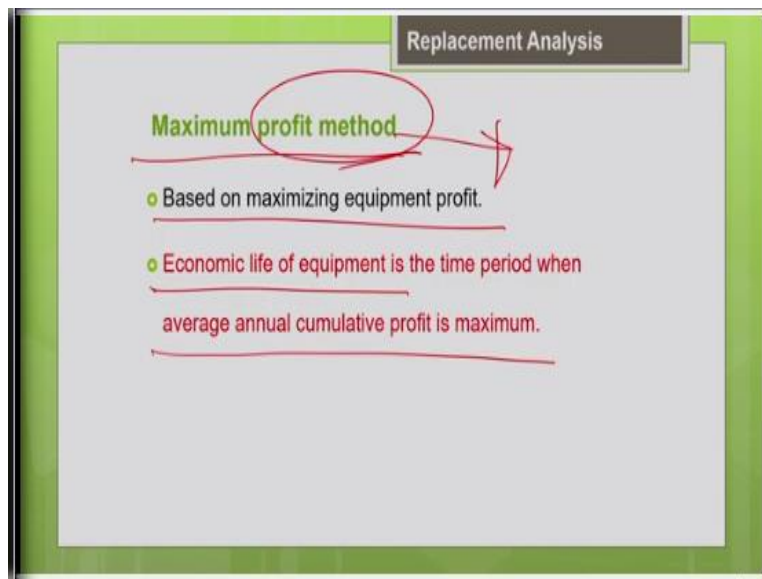 Replacement Analysis
Maximum profit method
Based on maximizing equipment profit.
Economic life of equipment is the time period when
average annual cumulative profit is maximum.